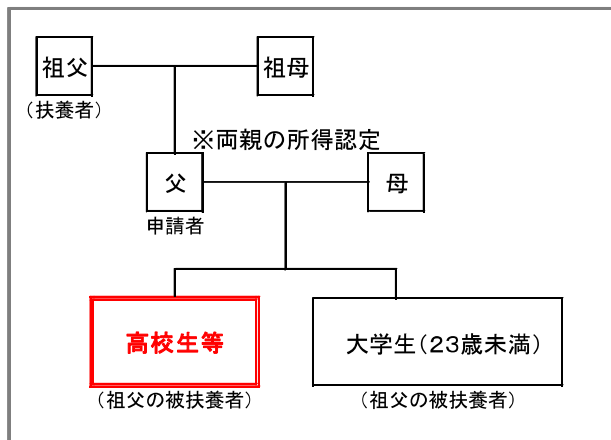 祖父
祖母
（扶養者）
※両親の所得認定
父
母
申請者
高校生等
大学生（２３歳未満）
（祖父の被扶養者）
（祖父の被扶養者）